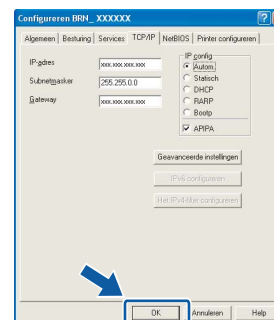 Configureren BRN_ XXXXXX
Algemeen Besturing Services TCP/IP NetBIOS Printer configureren
IP-adres xxx.xxx.xxx.xxx
Subnetmasker 255.255.0.0
Gateway xxx.xxx.xxx.xxx
IP config
Autom.
Statisch
DHCP
RARP
Bootp
APIPA
Geavanceerde instellingen
IPv6 configureren
Het IPv4-filter configureren
OK Annuleren Help